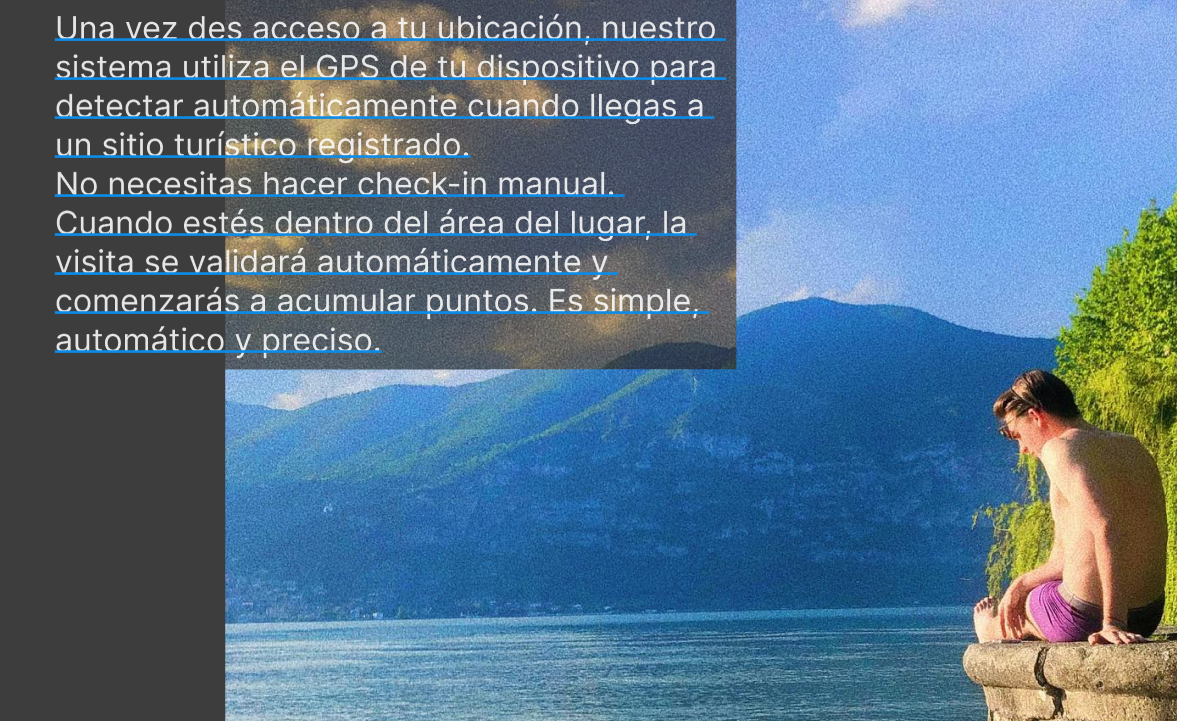 Una vez des acceso a tu ubicación, nuestro
sistema utiliza el GPS de tu dispositivo para
detectar automáticamente cuando llegas a
un sitio turístico registrado.
No necesitas hacer check-in manual.
Cuando estés dentro del área del lugar, la
visita se validará automáticamente y
comenzarás a acumular puntos. Es simple,
automático y preciso.